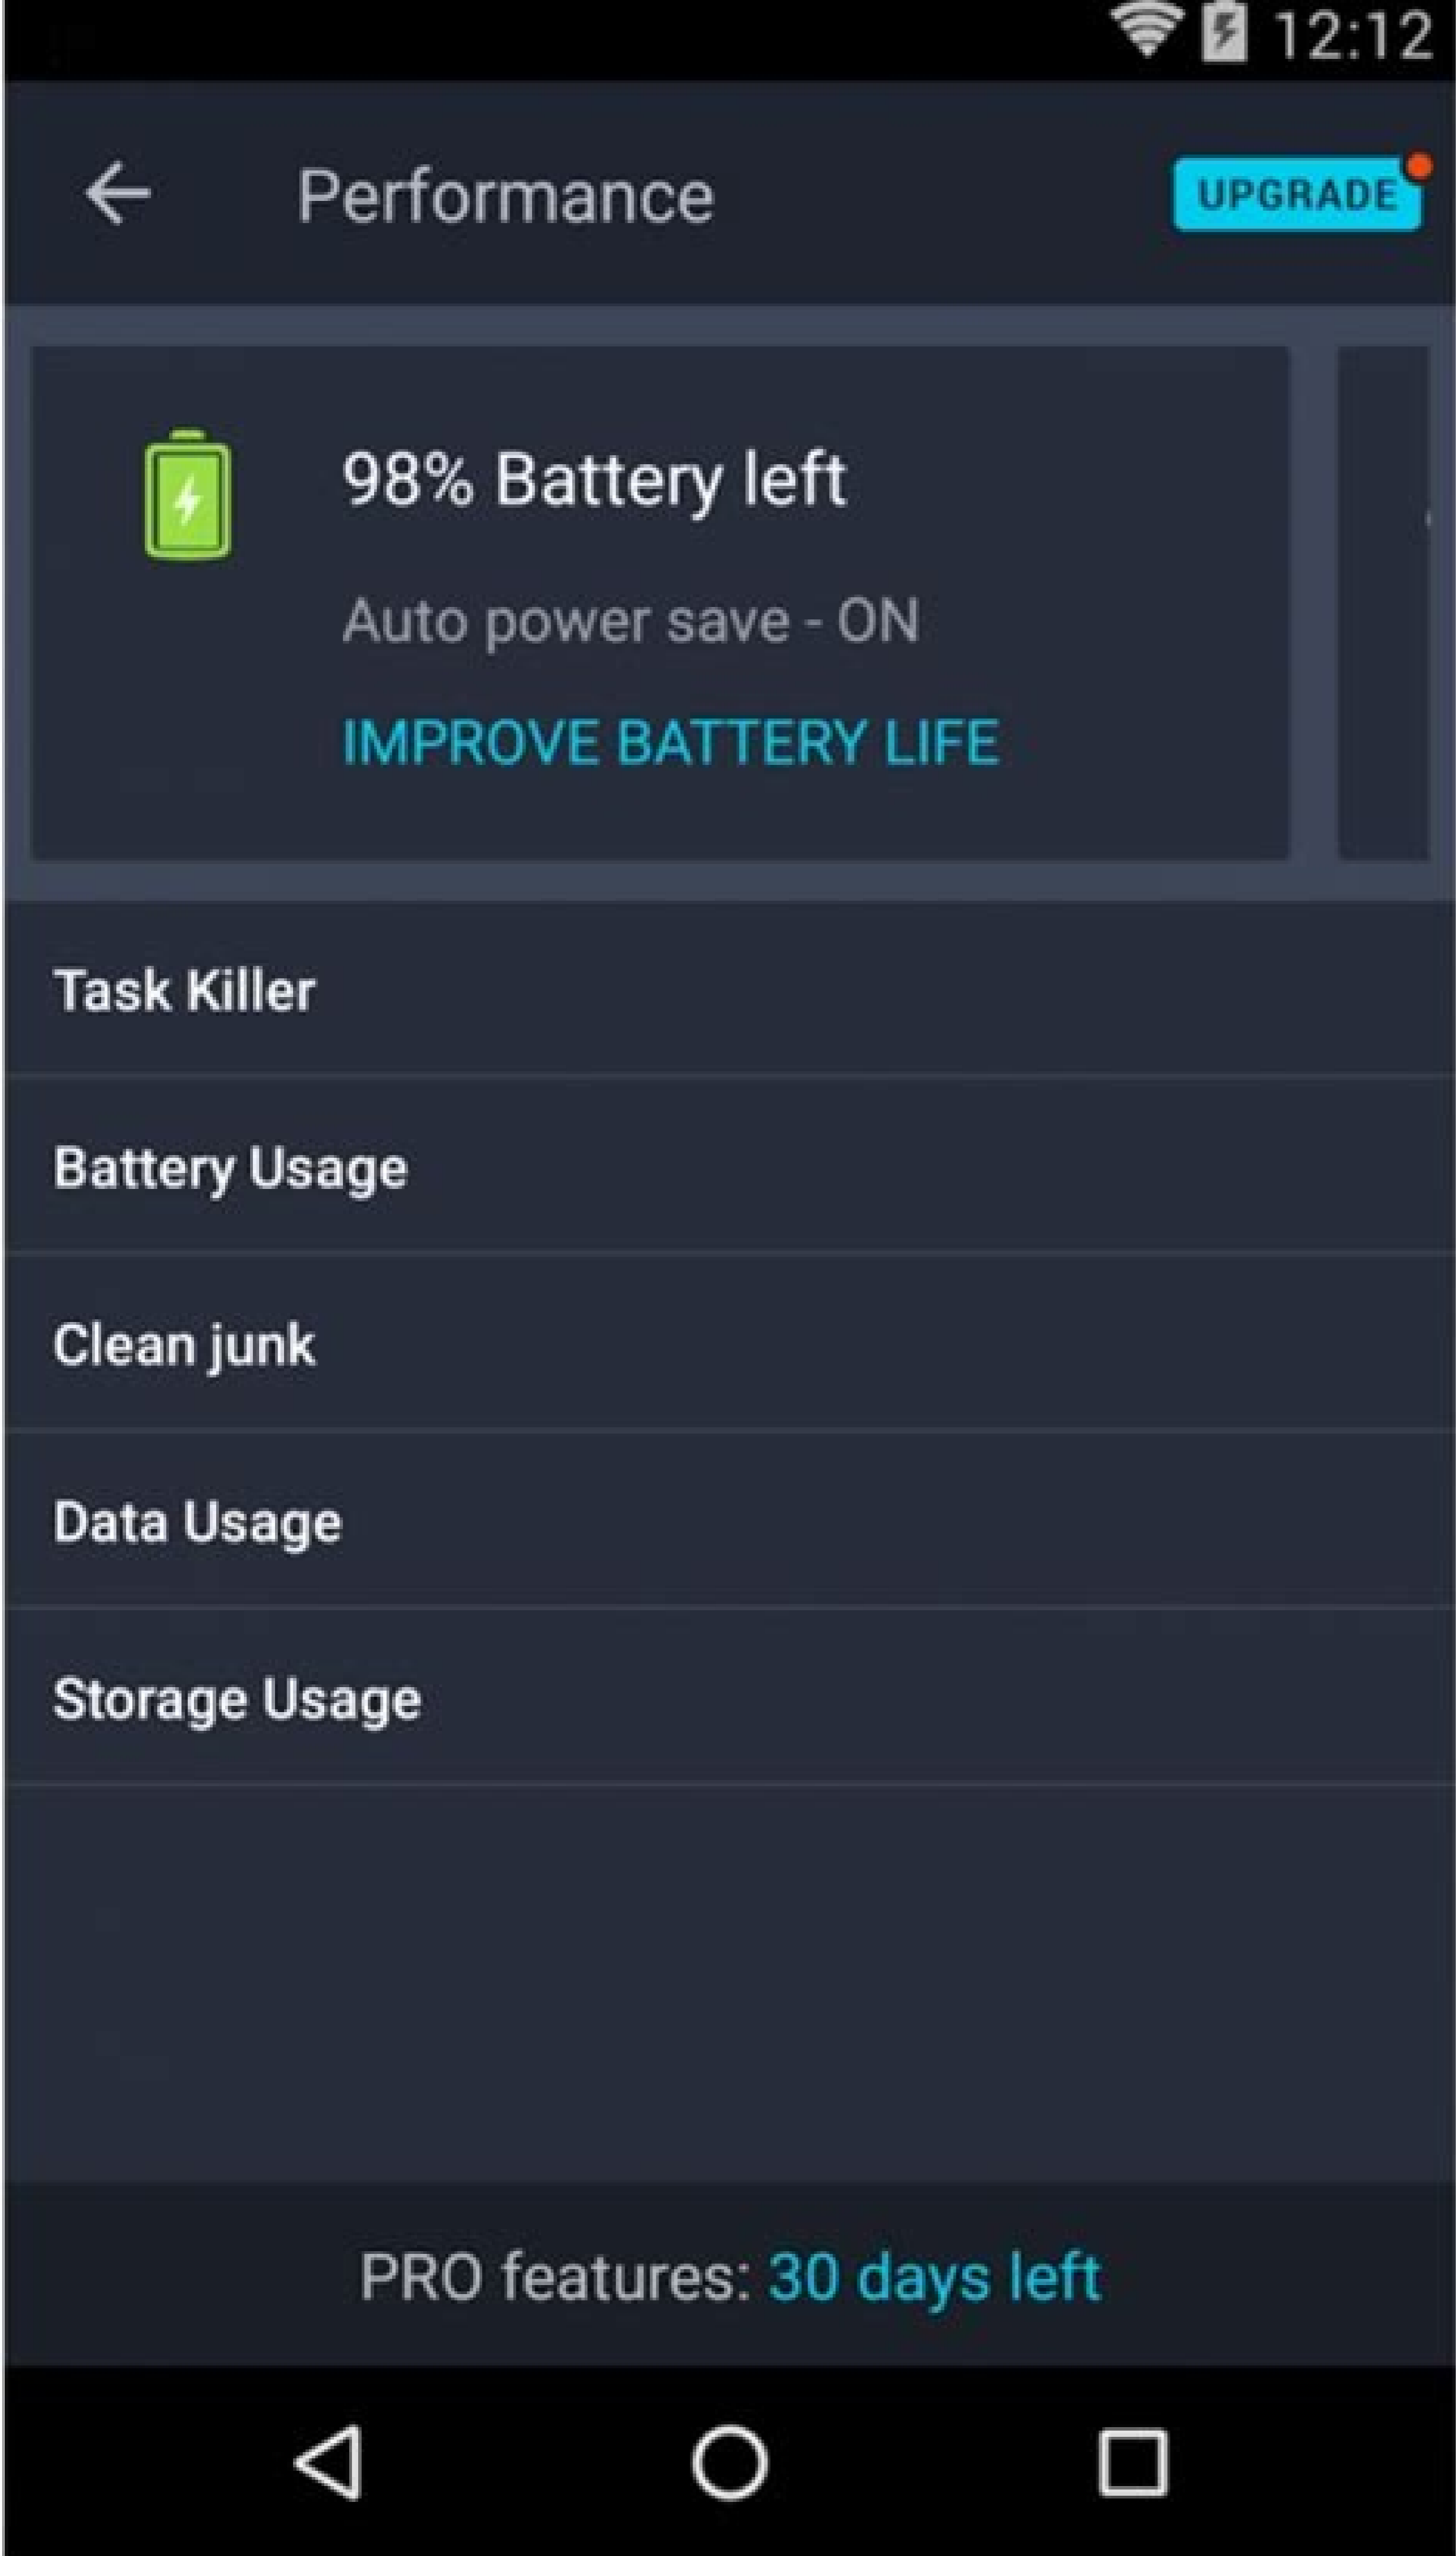 12:12
Performance
UPGRADE
98% Battery left
Auto power save - ON
IMPROVE BATTERY LIFE
Task Killer
Battery Usage
Clean junk
Data Usage
Storage Usage
PRO features: 30 days left